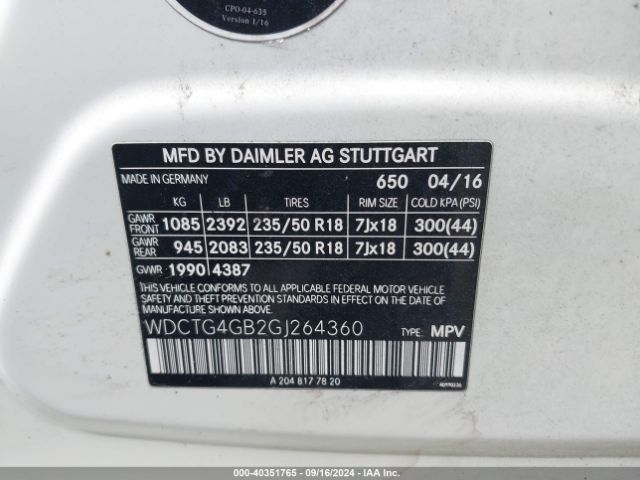 CPO-04-635
Version 1/16
MFD BY DAIMLER AG STUTTGART
MADE IN GERMANY 650 04/16
KG LB TIRES RIM SIZE COLD KPA (PSI)
GAWR FRONT 1085 2392 235/50 R18 7Jx18 300(44)
GAWR REAR 945 2083 235/50 R18 7Jx18 300(44)
GVWR 1990 4387
THIS VEHICLE CONFORMS TO ALL APPLICABLE FEDERAL MOTOR VEHICLE
SAFETY AND THEFT PREVENTION STANDARDS IN EFFECT ON THE DATE OF
MANUFACTURE SHOWN ABOVE.
WDCTG4GB2GJ264360 TYPE: MPV
A 204 817 78 20
000-40351765 - 09/16/2024 - IAA Inc.